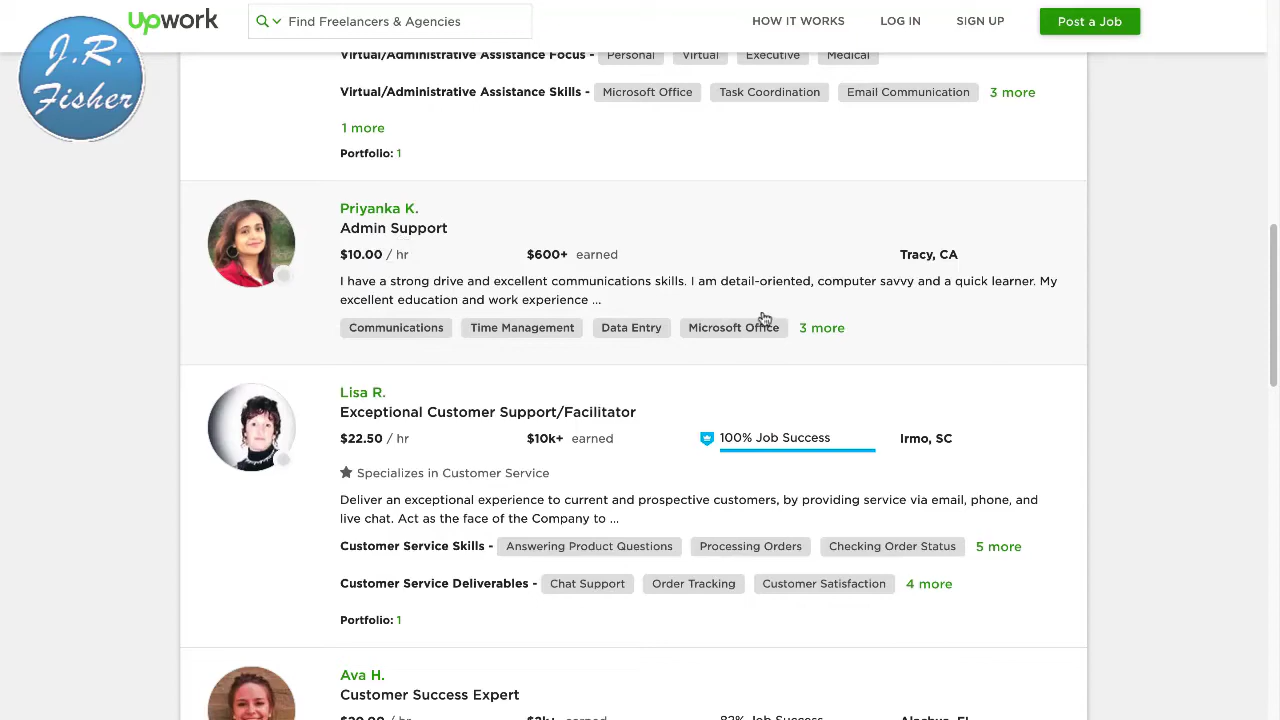 upwork
Find Freelancers & Agencies
HOW IT WORKS
LOG IN
SIGN UP
Post a Job
J.R.
Fisher
Virtual/Administrative Assistance Focus - Personal Virtual Executive Medical
Virtual/Administrative Assistance Skills - Microsoft Office Task Coordination Email Communication 3 more
1 more
Portfolio: 1
Priyanka K.
Admin Support
$10.00 / hr $600+ earned Tracy, CA
I have a strong drive and excellent communications skills. I am detail-oriented, computer savvy and a quick learner. My
excellent education and work experience ...
Communications Time Management Data Entry Microsoft Office 3 more
Lisa R.
Exceptional Customer Support/Facilitator
$22.50 / hr $10k+ earned 100% Job Success Irmo, SC
Specializes in Customer Service
Deliver an exceptional experience to current and prospective customers, by providing service via email, phone, and
live chat. Act as the face of the Company to ...
Customer Service Skills - Answering Product Questions Processing Orders Checking Order Status 5 more
Customer Service Deliverables - Chat Support Order Tracking Customer Satisfaction 4 more
Portfolio: 1
Ava H.
Customer Success Expert
82% Job Success